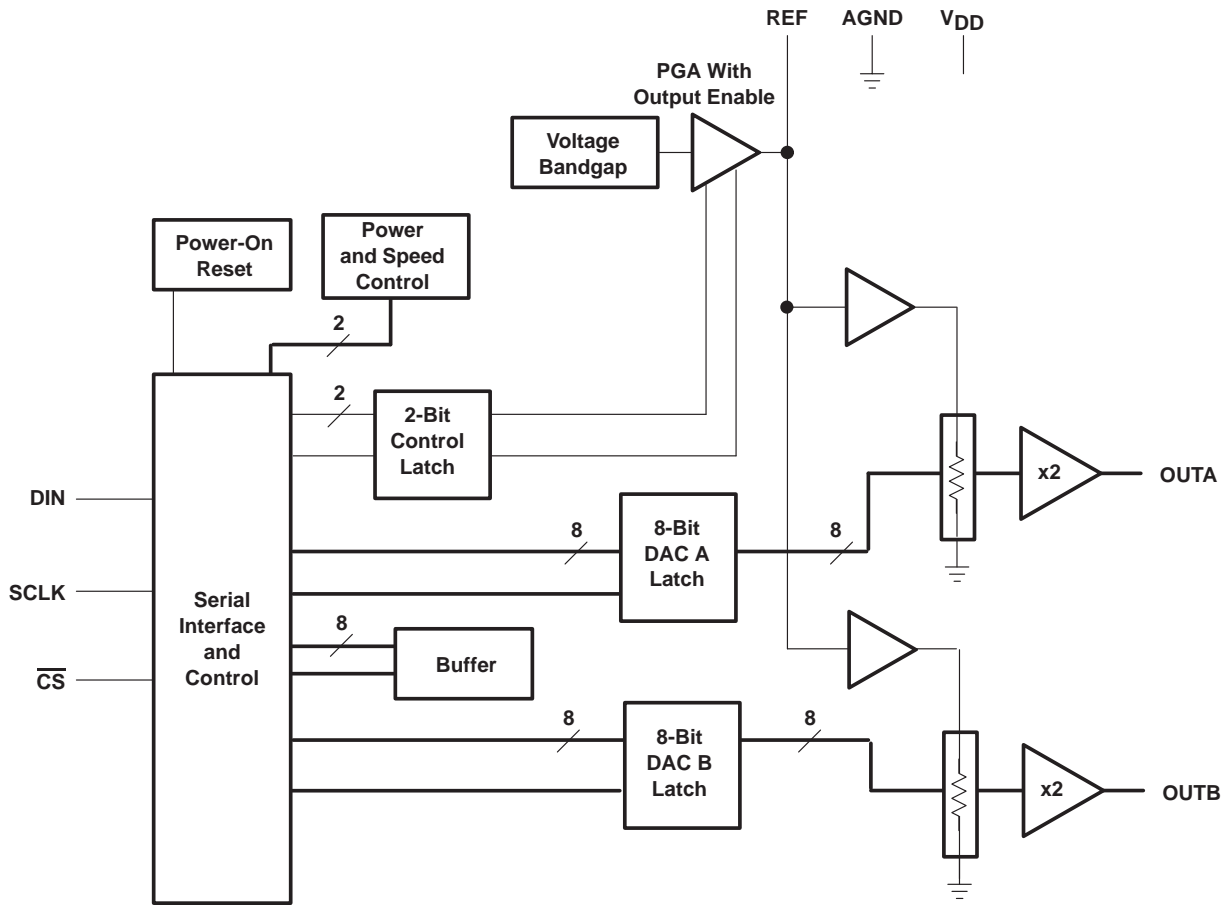 REF AGND VDD
PGA With
Output Enable
Voltage
Bandgap
Power-On
Reset
Power
and Speed
Control
2
2
2-Bit
Control
Latch
x2
OUTA
DIN
8
8-Bit
DAC A
Latch
8
SCLK
Serial
Interface
and
Control
8
Buffer
CS
8
8-Bit
DAC B
Latch
8
x2
OUTB